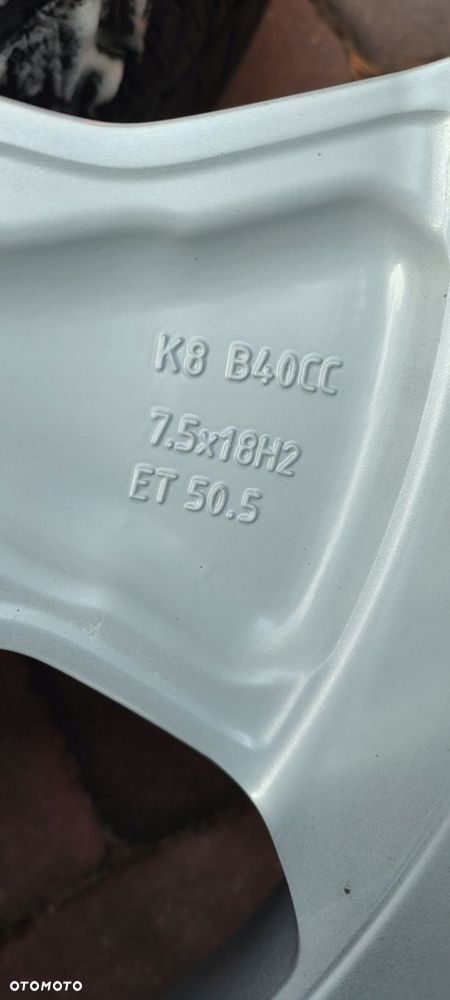 K8 B40CC
7.5x18H2
ET 50.5
OTOMOTO